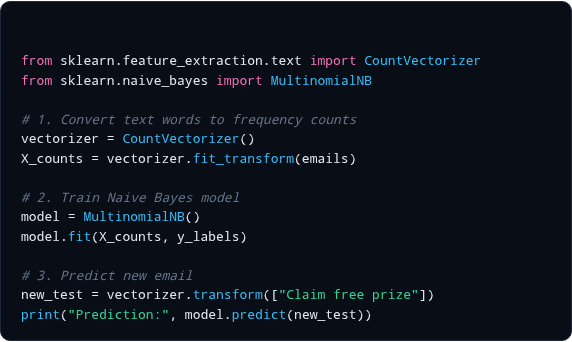 from sklearn.feature_extraction.text import CountVectorizer
from sklearn.naive_bayes import MultinomialNB
# 1. Convert text words to frequency counts
vectorizer = CountVectorizer()
X_counts = vectorizer.fit_transform(emails)
# 2. Train Naive Bayes model
model = MultinomialNB()
model.fit(X_counts, y_labels)
# 3. Predict new email
new_test = vectorizer.transform(["Claim free prize"])
print("Prediction:", model.predict(new_test))